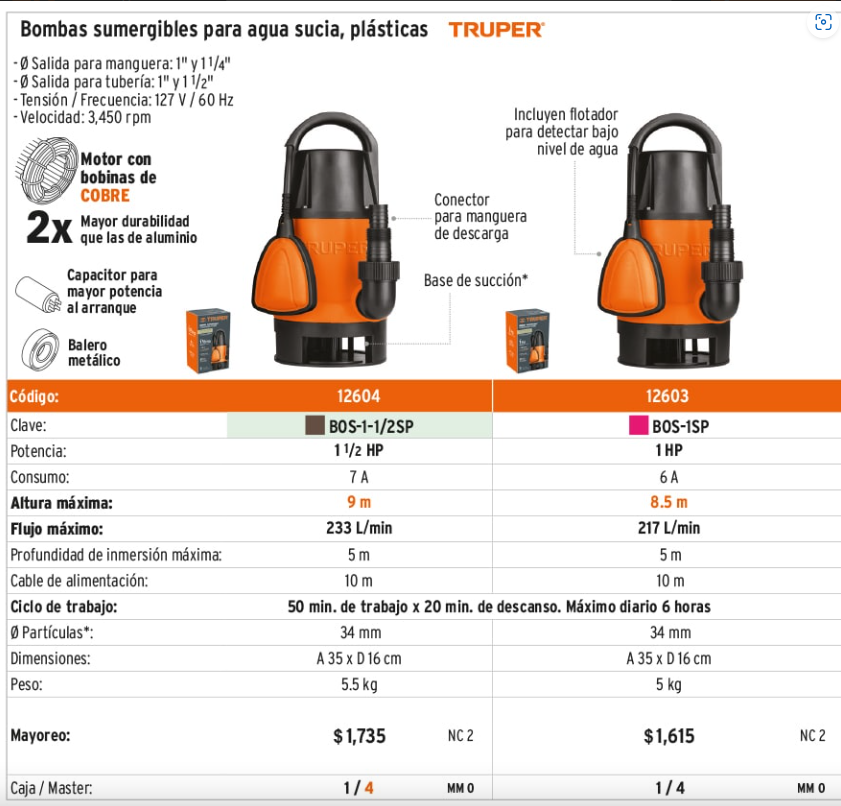 Bombas sumergibles para agua sucia, plásticas TRUPER®
- Ø Salida para manguera: 1" y 1 1/4"
- Ø Salida para tubería: 1" y 1 1/2"
- Tensión / Frecuencia: 127 V / 60 Hz
- Velocidad: 3,450 rpm
Motor con
bobinas de
COBRE
2x Mayor durabilidad
que las de aluminio
Capacitor para
mayor potencia
al arranque
Balero
metálico
Conector
para manguera
de descarga
Base de succión*
Incluyen flotador
para detectar bajo
nivel de agua
TRUPER
TRUPER
Código: 12604 12603
Clave: BOS-1-1/2SP BOS-1SP
Potencia: 1 1/2 HP 1 HP
Consumo: 7 A 6 A
Altura máxima: 9 m 8.5 m
Flujo máximo: 233 L/min 217 L/min
Profundidad de inmersión máxima: 5 m 5 m
Cable de alimentación: 10 m 10 m
Ciclo de trabajo: 50 min. de trabajo x 20 min. de descanso. Máximo diario 6 horas
Ø Partículas*: 34 mm 34 mm
Dimensiones: A 35 x D 16 cm A 35 x D 16 cm
Peso: 5.5 kg 5 kg
Mayoreo: $1,735 NC 2 $1,615 NC 2
Caja / Master: 1 / 4 MM 0 1 / 4 MM 0